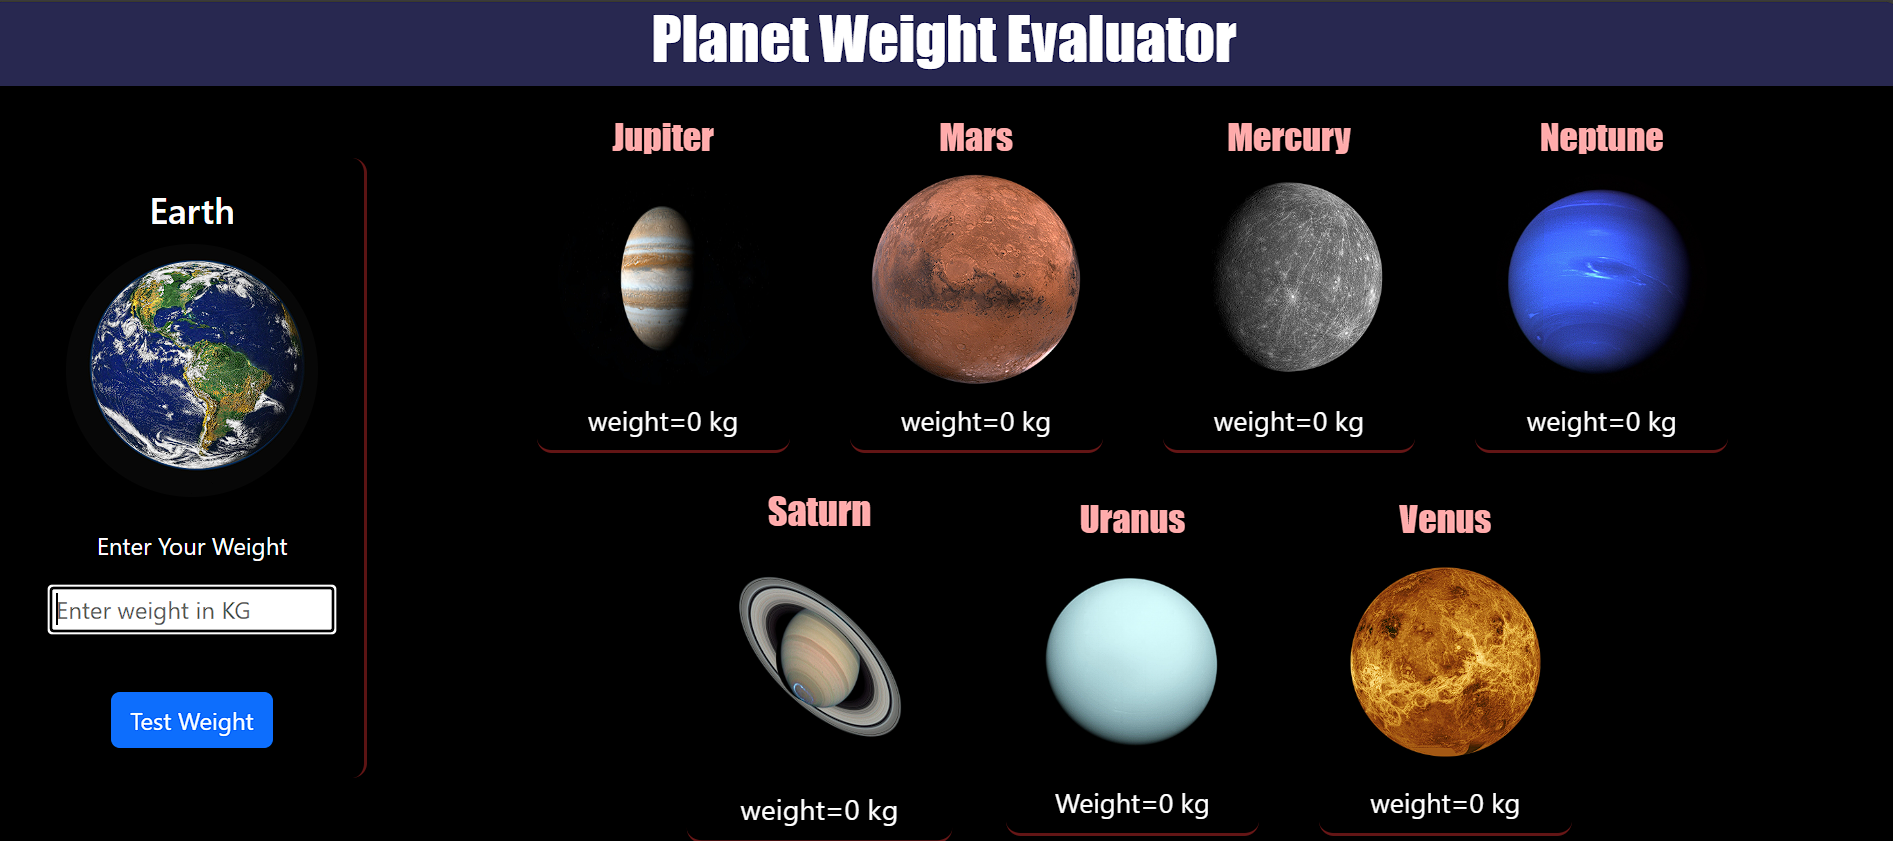 Planet Weight Evaluator
Earth
Enter Your Weight
Enter weight in KG
Test Weight
Jupiter
weight=0 kg
Mars
weight=0 kg
Mercury
weight=0 kg
Neptune
weight=0 kg
Saturn
weight=0 kg
Uranus
Weight=0 kg
Venus
weight=0 kg